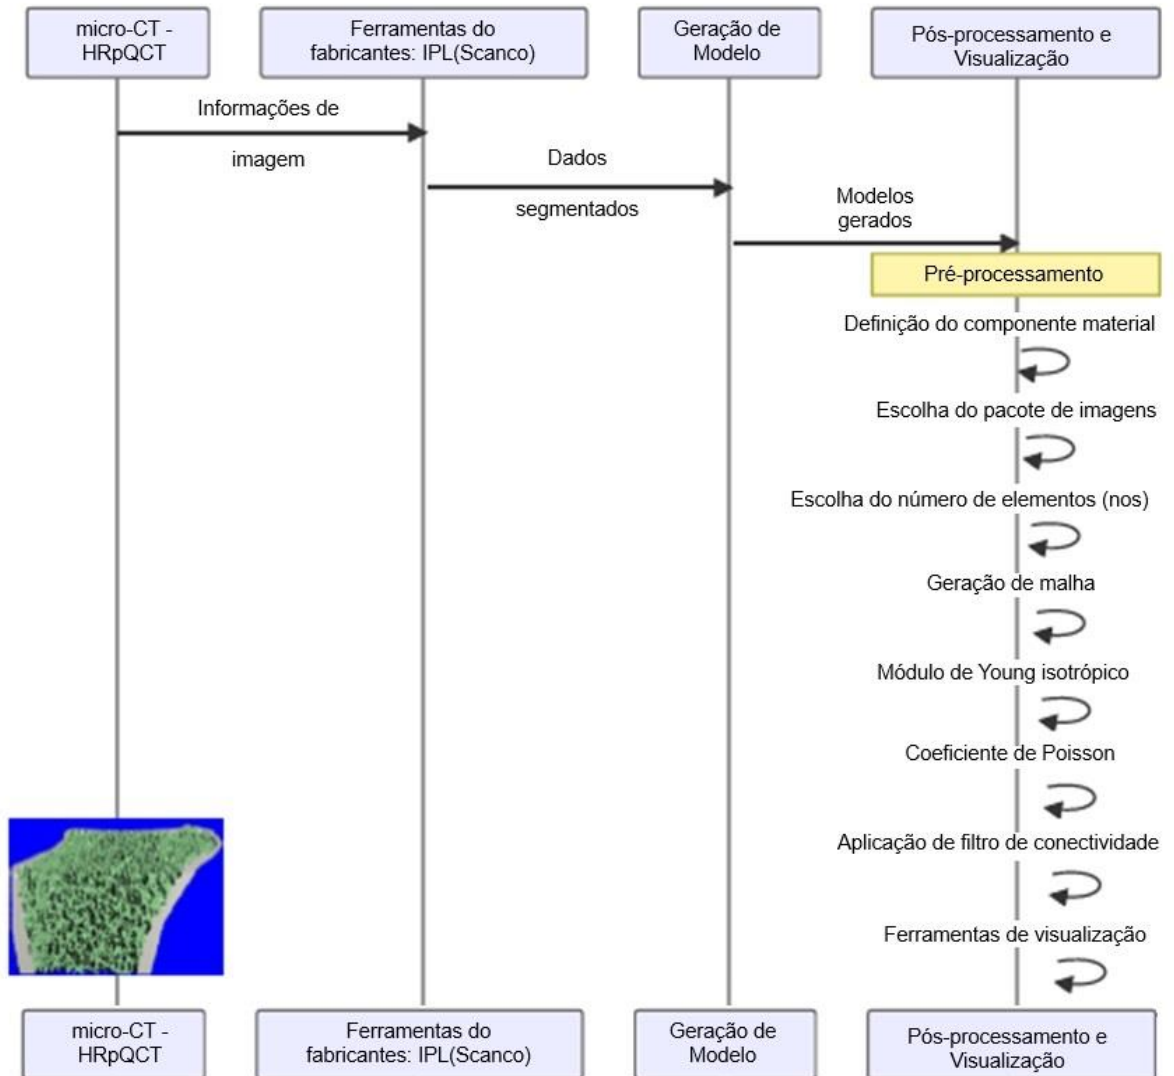 micro-CT -
HRpQCT
Ferramentas do
fabricantes: IPL(Scanco)
Geração de
Modelo
Pós-processamento e
Visualização
Informações de
imagem
Dados
segmentados
Modelos
gerados
Pré-processamento
Definição do componente material
Escolha do pacote de imagens
Escolha do número de elementos (nos)
Geração de malha
Módulo de Young isotrópico
Coeficiente de Poisson
Aplicação de filtro de conectividade
Ferramentas de visualização
micro-CT -
HRpQCT
Ferramentas do
fabricantes: IPL(Scanco)
Geração de
Modelo
Pós-processamento e
Visualização